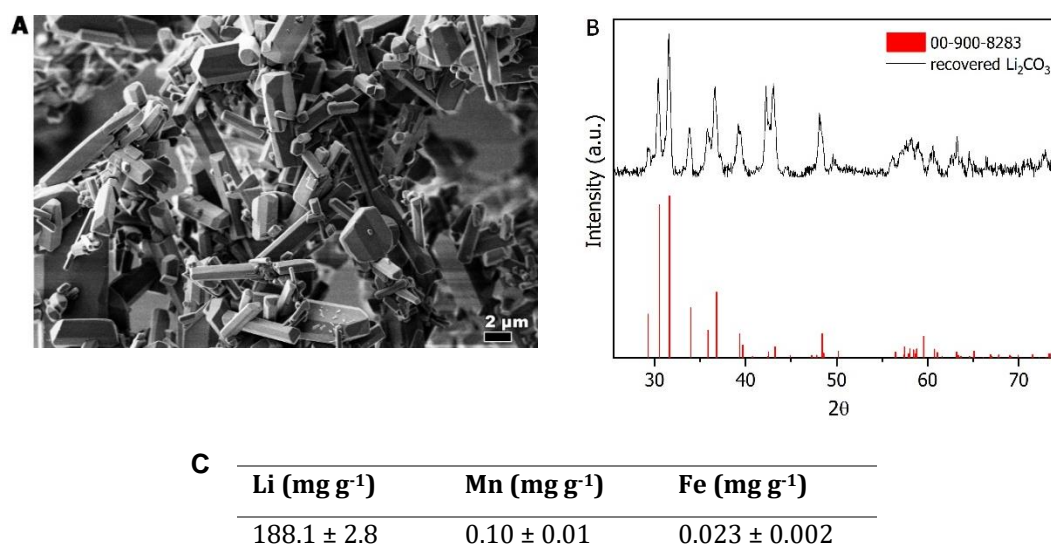 A
2 μm
B
00-900-8283
recovered Li₂CO₃
Intensity (a.u.)
30 40 50 60 70
2θ
C
Li (mg g⁻¹) Mn (mg g⁻¹) Fe (mg g⁻¹)
188.1 ± 2.8 0.10 ± 0.01 0.023 ± 0.002